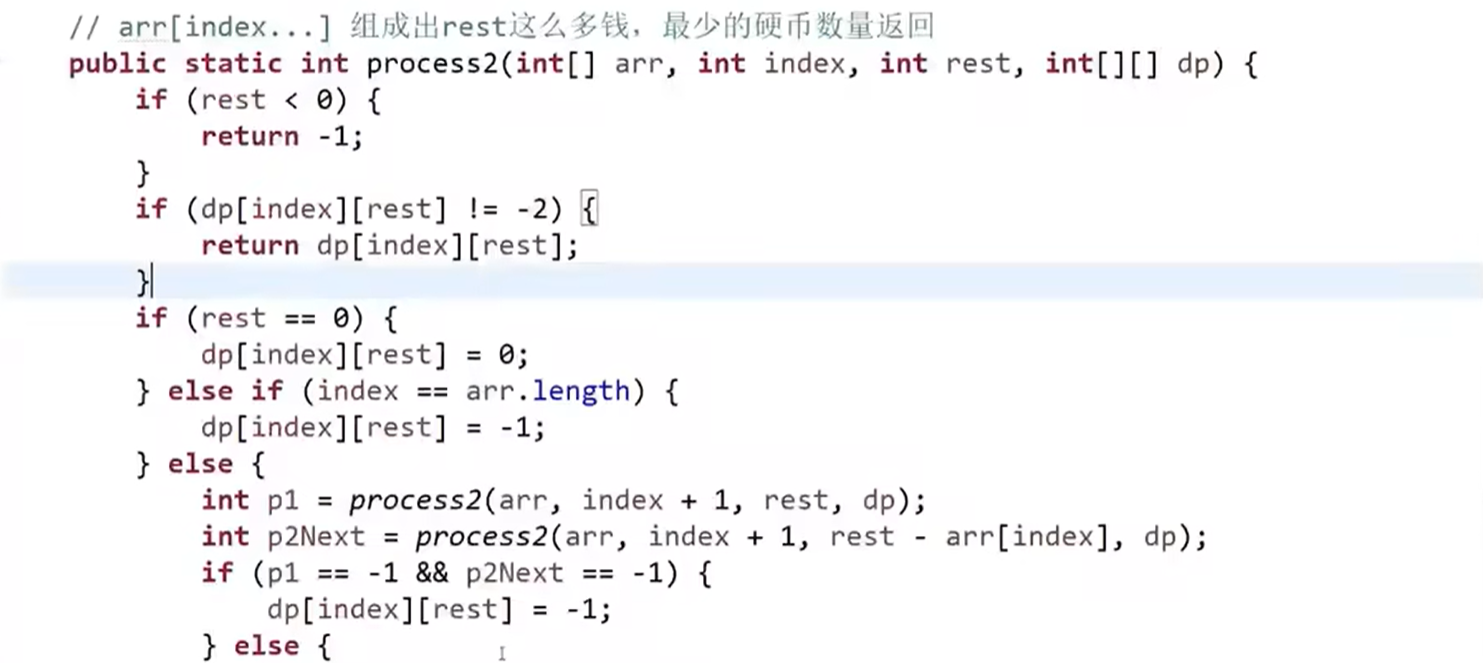 // arr[index...] 组成出rest这么多钱，最少的硬币数量返回
public static int process2(int[] arr, int index, int rest, int[][] dp) {
if (rest < 0) {
return -1;
}
if (dp[index][rest] != -2) {
return dp[index][rest];
}
if (rest == 0) {
dp[index][rest] = 0;
} else if (index == arr.length) {
dp[index][rest] = -1;
} else {
int p1 = process2(arr, index + 1, rest, dp);
int p2Next = process2(arr, index + 1, rest - arr[index], dp);
if (p1 == -1 && p2Next == -1) {
dp[index][rest] = -1;
} else {